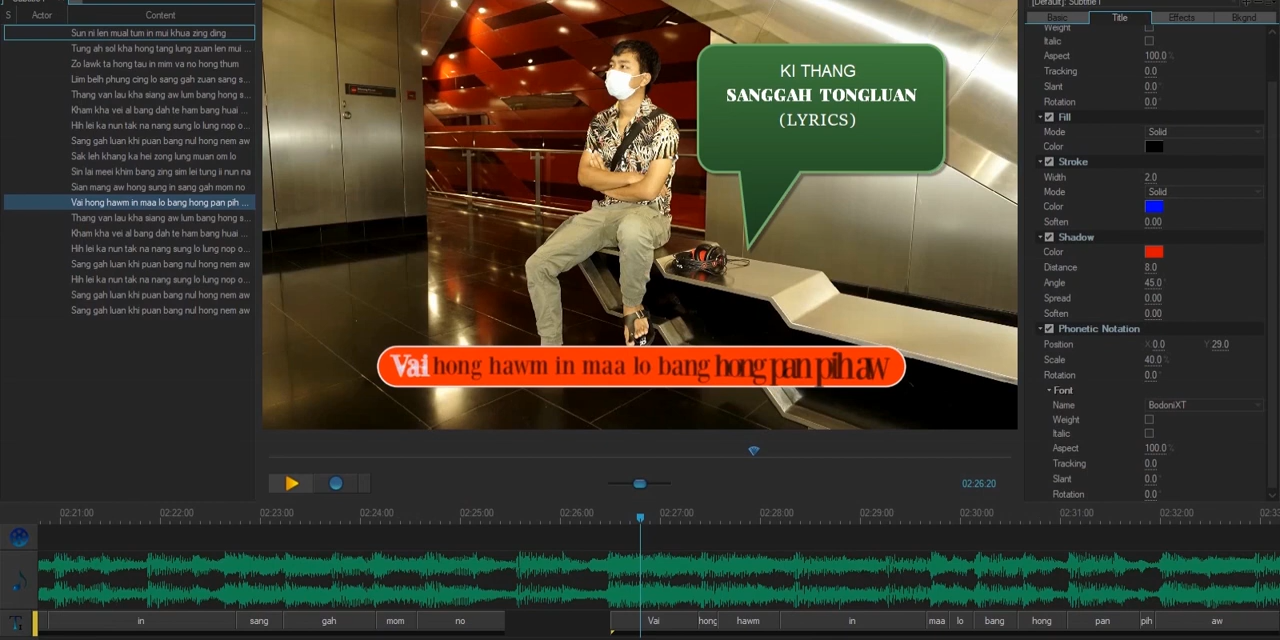 S Actor Content
Sun ni len mual tum in mui khua zing ding
Tung ah sol kha hong tang lung zuan len mui ...
Zo lawk ta hong tau in mim va no hong thum
Liim belh phung cing lo sang gah zuan sang s...
Thang van lau kha siang aw lum bang hong s...
Kham kha vei al bang dah te ham bang huai ...
Hih lei ka nun tak na nang sung lo lung nop o...
Sang gah luan khi puan bang nul hong nem aw
Sak leh khang ka hei zong lung muan om lo
Sin lai meei khim bang zing sim lei tung ii nun na
Sian mang aw hong sung in sang gah mom no
Vai hong hawm in maa lo bang hong pan pih ...
Thang van lau kha siang aw lum bang hong s...
Kham kha vei al bang dah te ham bang huai ...
Hih lei ka nun tak na nang sung lo lung nop o...
Sang gah luan khi puan bang nul hong nem aw
Hih lei ka nun tak na nang sung lo lung nop o...
Sang gah luan khi puan bang nul hong nem aw
Sang gah luan khi puan bang nul hong nem aw
KI THANG
SANGGAH TONGLUAN
(LYRICS)
Vai hong hawm in maa lo bang hong pan pih aw
02:26:20
[Default]: Subtitle1
Basic Title Effects Bkgnd
Weight
Italic
Aspect 100.0 %
Tracking 0.0
Slant 0.0
Rotation 0.0
Fill
Mode Solid
Color
Stroke
Width 2.0
Mode Solid
Color
Soften 0.00
Shadow
Color
Distance 8.0
Angle 45.0
Spread 0.00
Soften 0.00
Phonetic Notation
Position X 0.0 Y 29.0
Scale 40.0 %
Rotation 0.0
Font
Name BodoniXT
Weight
Italic
Aspect 100.0 %
Tracking 0.0
Slant 0.0
Rotation 0.0
02:21:00 02:22:00 02:23:00 02:24:00 02:25:00 02:26:00 02:27:00 02:28:00 02:29:00 02:30:00 02:31:00 02:32:00 02:33
T in sang gah mom no Vai hong hawm in maa lo bang hong pan pih aw